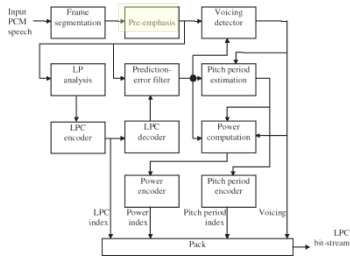 Input
PCM
speech
Frame
segmentation
Pre-emphasis
Voicing
detector
LP
analysis
Prediction-
error filter
Pitch period
estimation
LPC
encoder
LPC
decoder
Power
computation
Power
encoder
Pitch period
encoder
LPC
index
Power
index
Pitch period
index
Voicing
Pack
LPC
bit-stream